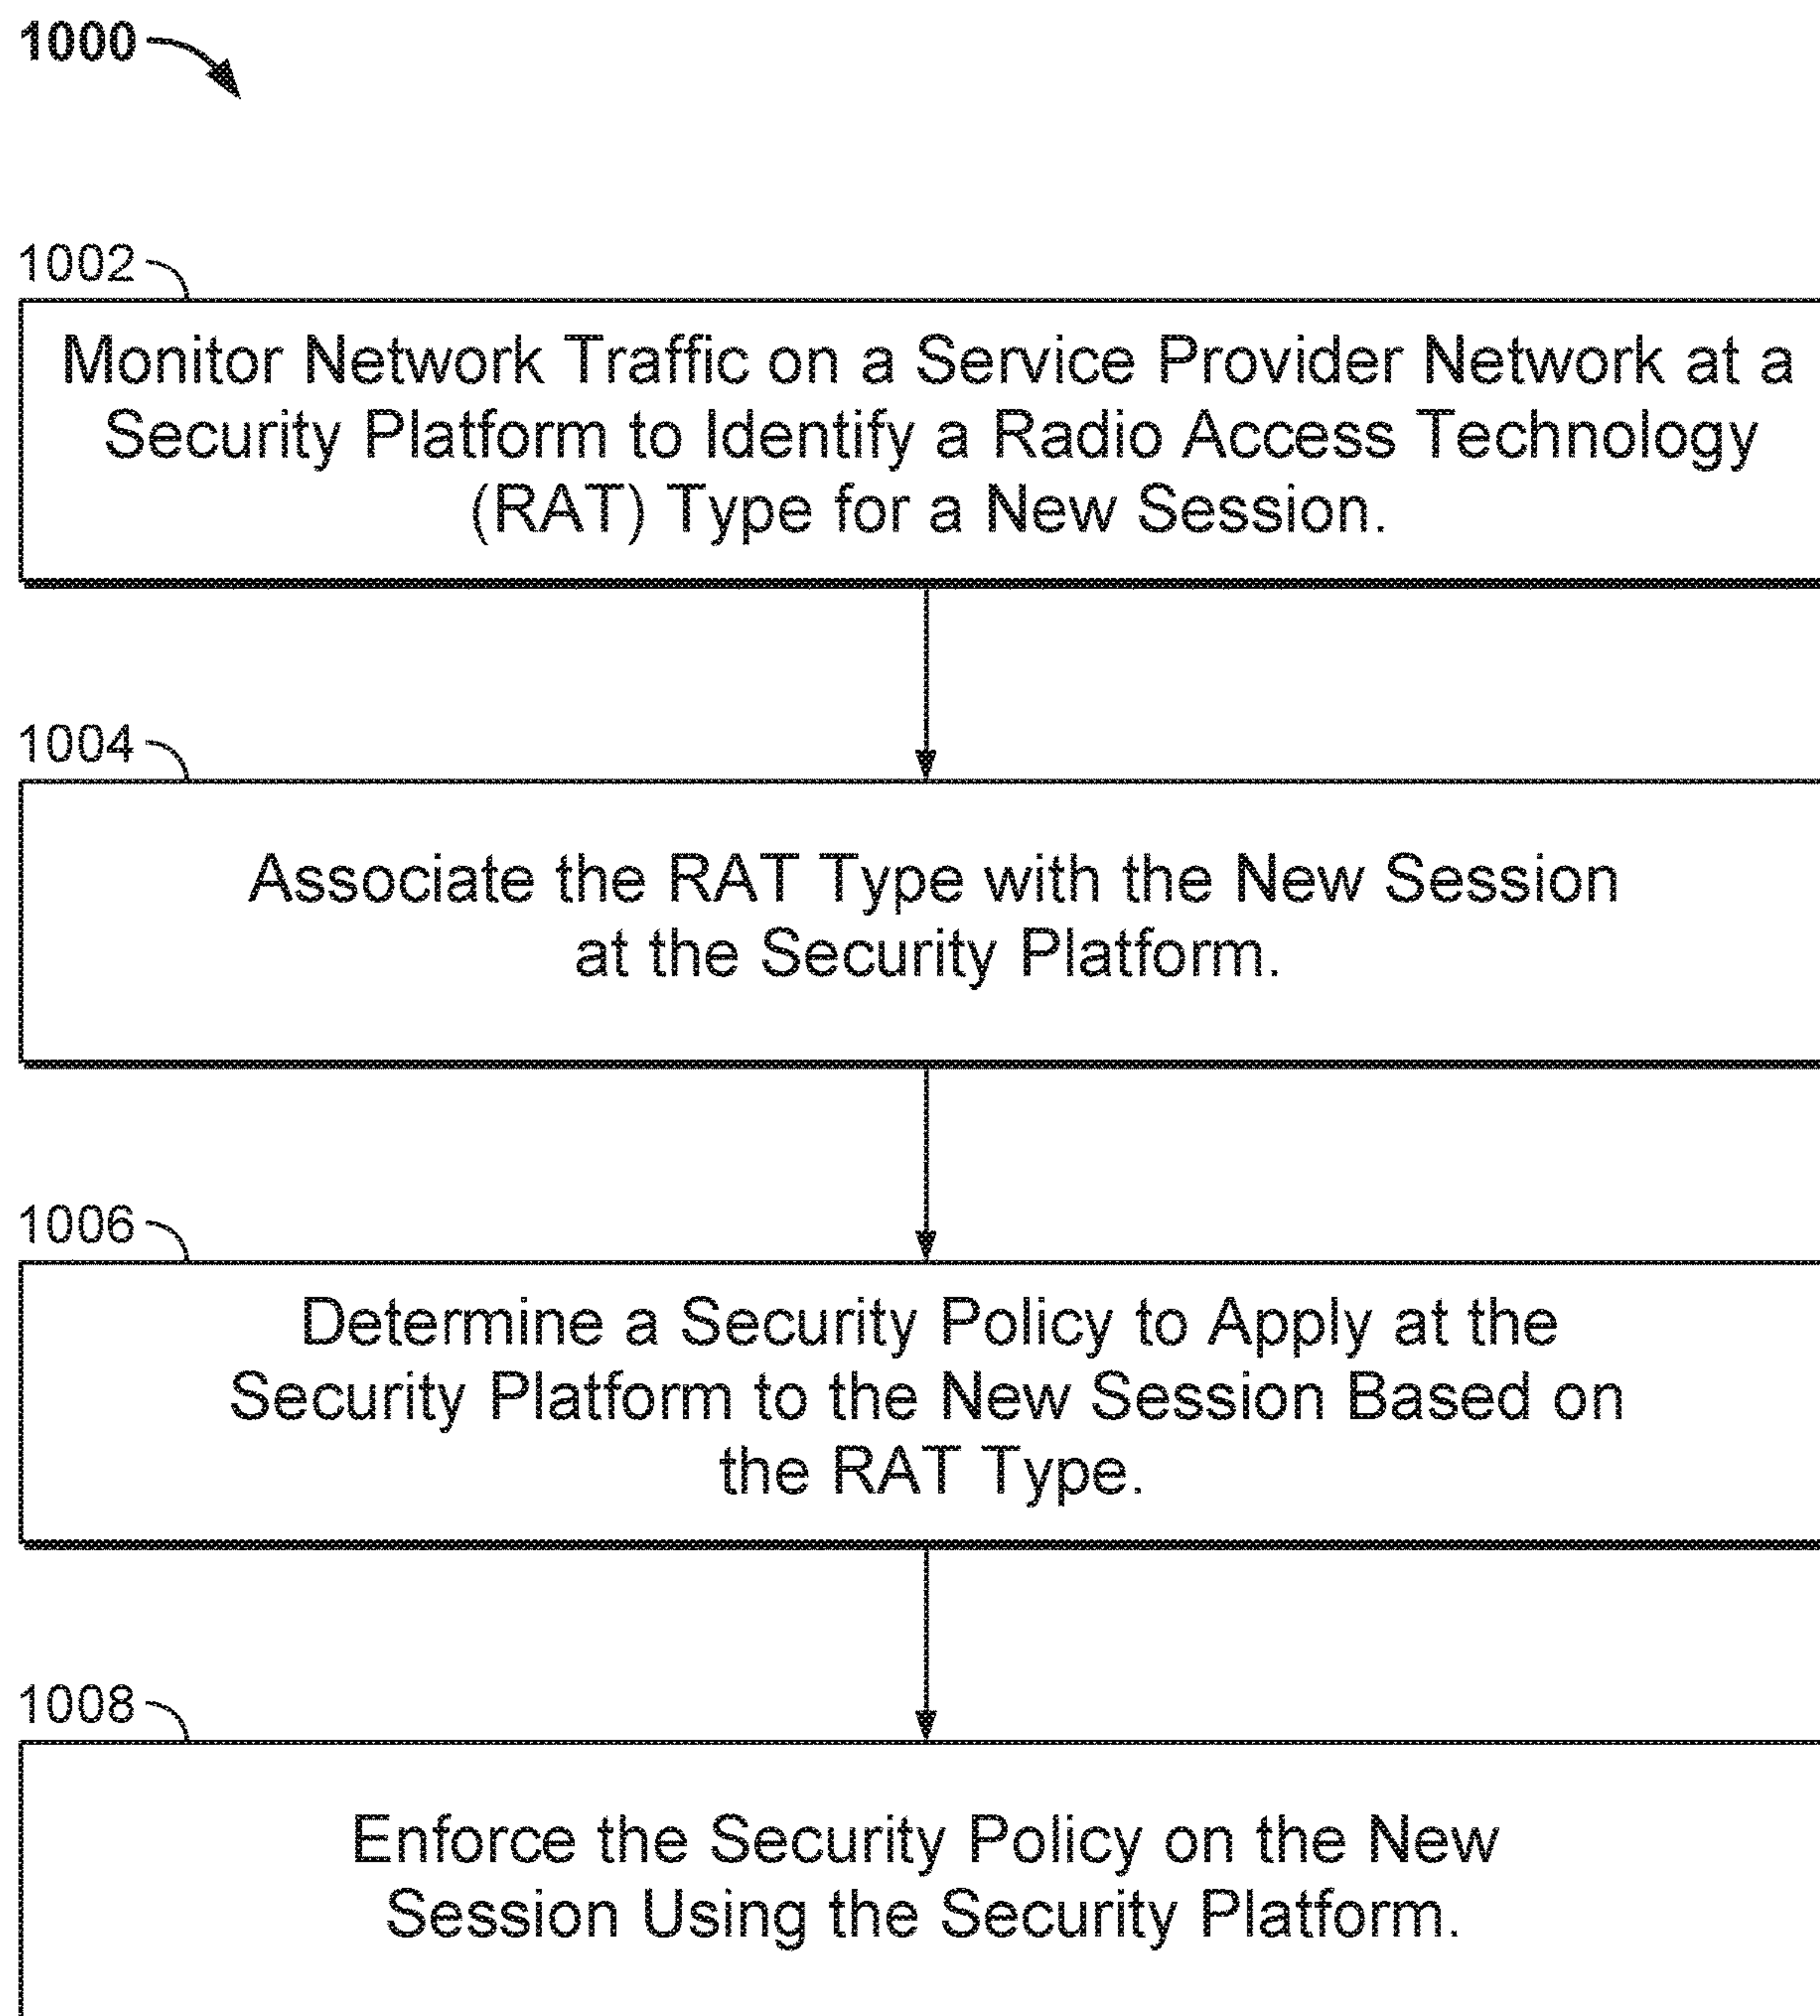 1000
1002
Monitor Network Traffic on a Service Provider Network at a
Security Platform to Identify a Radio Access Technology
(RAT) Type for a New Session.
1004
Associate the RAT Type with the New Session
at the Security Platform.
1006
Determine a Security Policy to Apply at the
Security Platform to the New Session Based on
the RAT Type.
1008
Enforce the Security Policy on the New
Session Using the Security Platform.